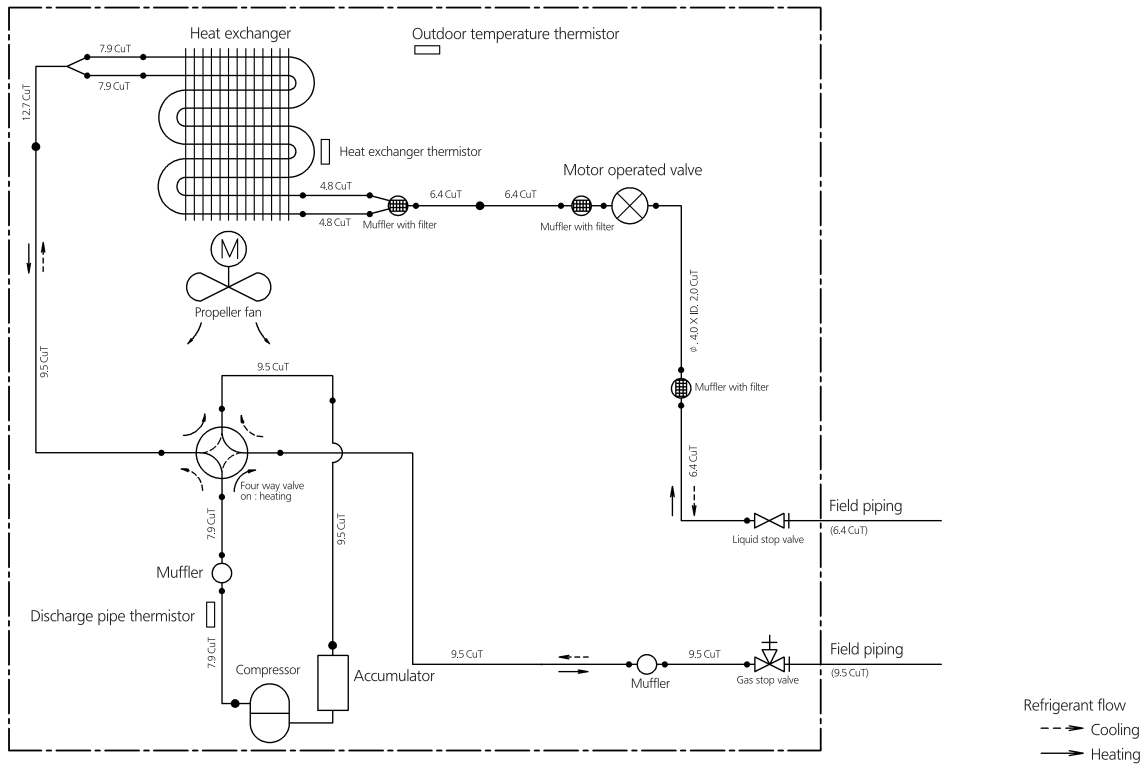 Heat exchanger
Outdoor temperature thermistor
7.9 CuT
7.9 CuT
12.7 CuT
Heat exchanger thermistor
Motor operated valve
4.8 CuT
6.4 CuT
6.4 CuT
4.8 CuT
Muffler with filter
Muffler with filter
M
Propeller fan
ø. 4.0 X ID. 2.0 CuT
9.5 CuT
9.5 CuT
Muffler with filter
6.4 CuT
Four way valve
on : heating
7.9 CuT
9.5 CuT
Field piping
(6.4 CuT)
Liquid stop valve
Muffler
Discharge pipe thermistor
7.9 CuT
Compressor
Accumulator
9.5 CuT
9.5 CuT
Muffler
Gas stop valve
Field piping
(9.5 CuT)
Refrigerant flow
Cooling
Heating